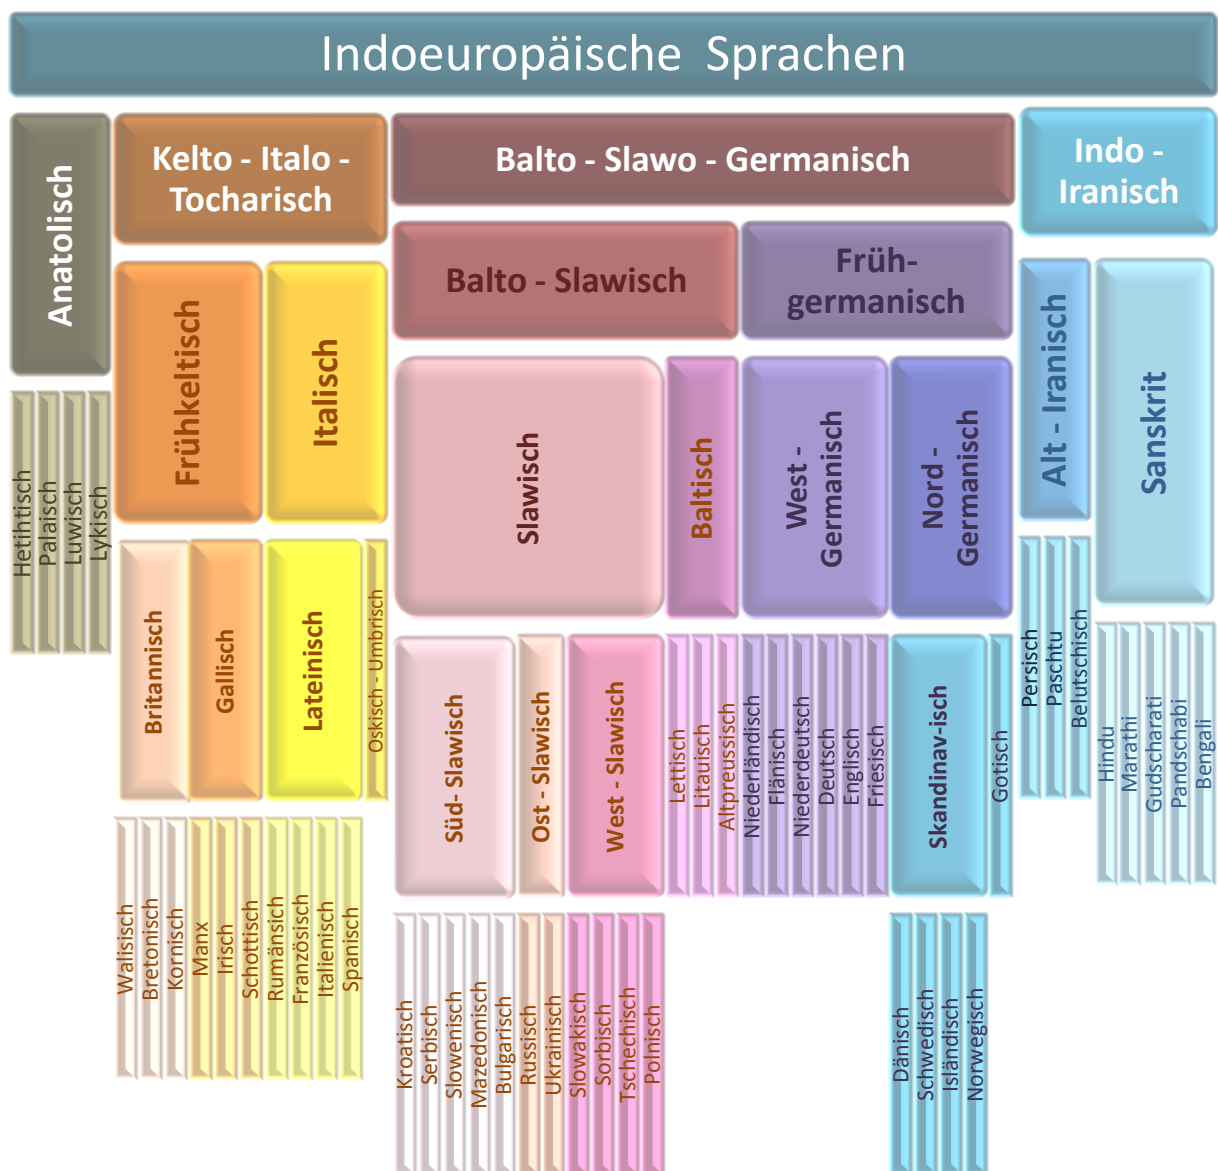 Indoeuropäische Sprachen
Anatolisch
Hetihtisch
Palaisch
Luwisch
Lykisch
Kelto - Italo -
Tocharisch
Frühkeltisch
Britannisch
Walisisch
Bretonisch
Kornisch
Gallisch
Manx
Irisch
Schottisch
Italisch
Lateinisch
Rumänsich
Französisch
Italienisch
Spanisch
Oskisch - Umbrisch
Balto - Slawo - Germanisch
Balto - Slawisch
Slawisch
Süd- Slawisch
Kroatisch
Serbisch
Slowenisch
Mazedonisch
Bulgarisch
Ost - Slawisch
Russisch
Ukrainisch
West - Slawisch
Slowakisch
Sorbisch
Tschechisch
Polnisch
Baltisch
Lettisch
Litauisch
Altpreussisch
Früh-
germanisch
West -
Germanisch
Niederländisch
Flänisch
Niederdeutsch
Deutsch
Englisch
Friesisch
Nord -
Germanisch
Skandinav-isch
Dänisch
Schwedisch
Isländisch
Norwegisch
Gotisch
Indo -
Iranisch
Alt - Iranisch
Persisch
Paschtu
Belutschisch
Sanskrit
Hindu
Marathi
Gudscharati
Pandschabi
Bengali